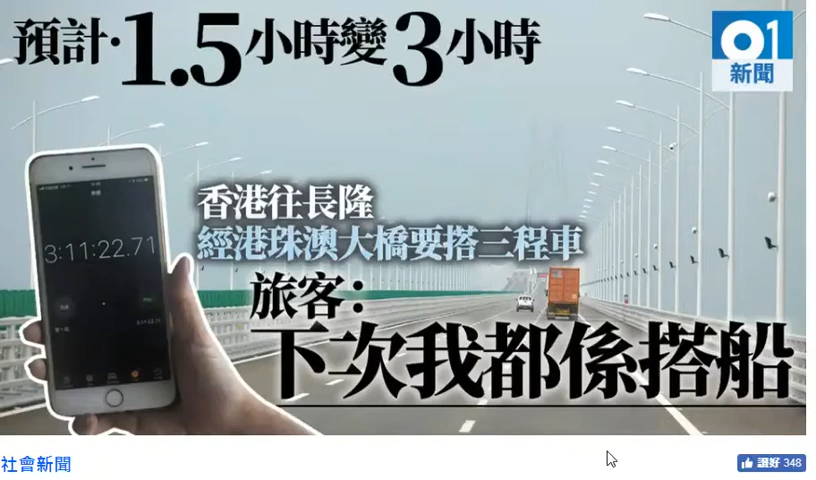 預計·1.5小時變3小時
01
新聞
香港往長隆
經港珠澳大橋要搭三程車
旅客：
下次我都係搭船
3:11:22.71
社會新聞
讚好 348